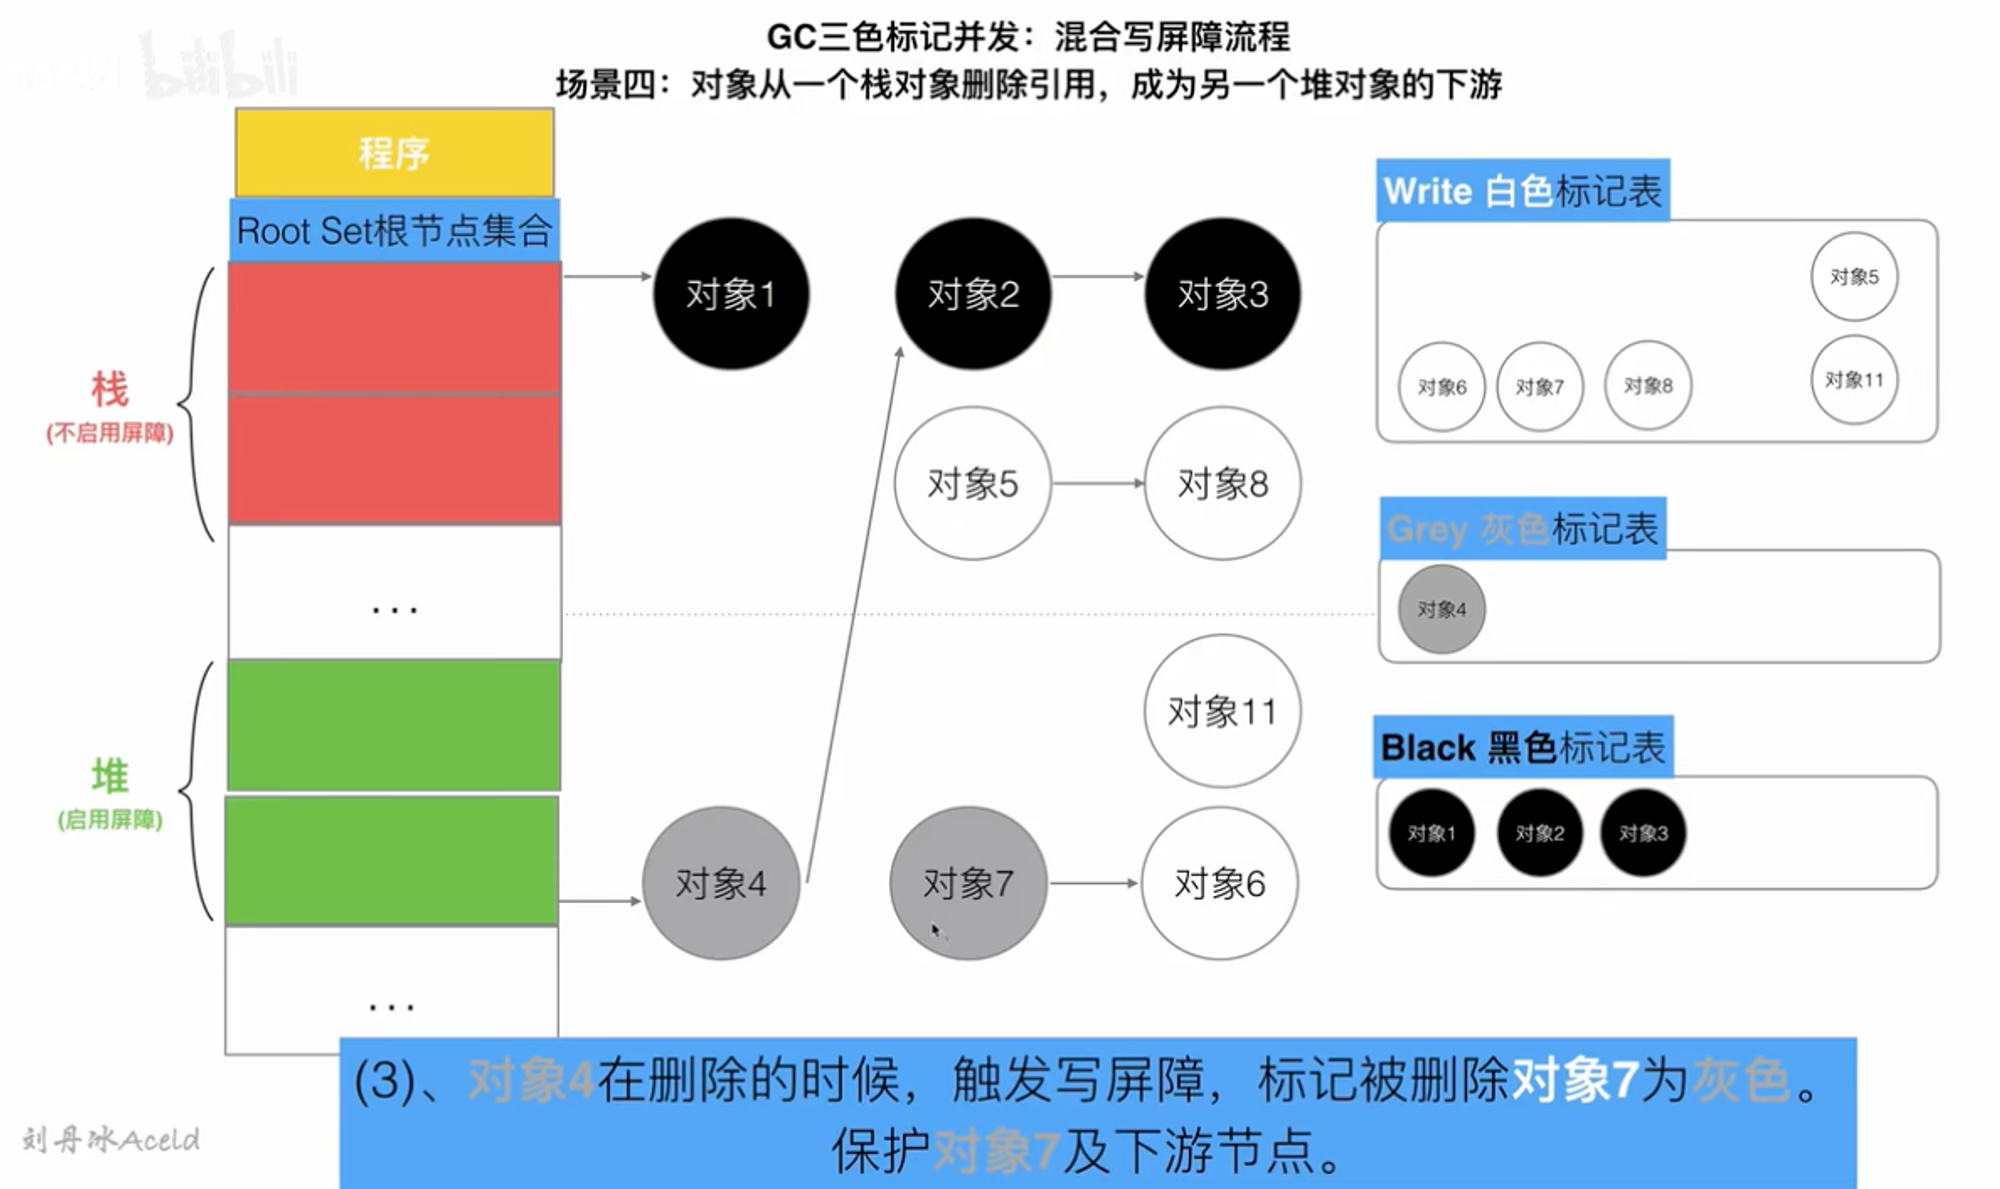 GC三色标记并发：混合写屏障流程
场景四：对象从一个栈对象删除引用，成为另一个堆对象的下游
bilibili
程序
Root Set根节点集合
栈
(不启用屏障)
...
堆
(启用屏障)
...
对象1
对象2
对象3
对象5
对象8
对象11
对象4
对象7
对象6
Write 白色标记表
对象5
对象6
对象7
对象8
对象11
Grey 灰色标记表
对象4
Black 黑色标记表
对象1
对象2
对象3
(3)、对象4在删除的时候，触发写屏障，标记被删除对象7为灰色。
保护对象7及下游节点。
刘丹冰Aceld